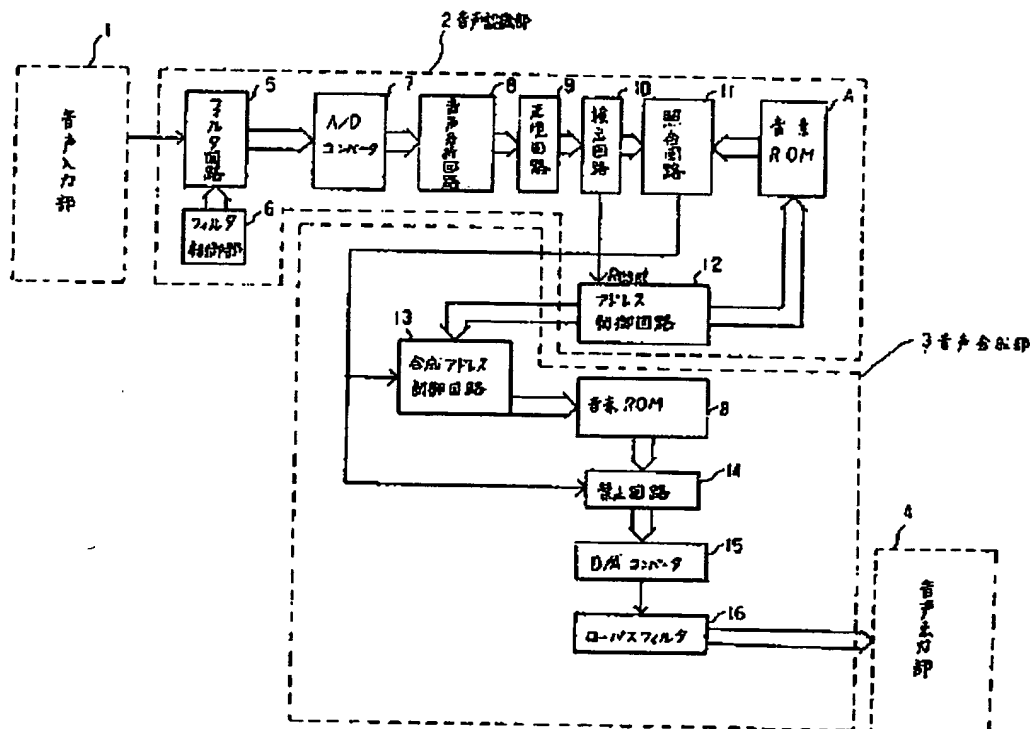 1
音声入力部
2 音声認識部
5
フィルタ回路
6
フィルタ
制御部
7
A/D
コンバータ
8
音声分析回路
9
正規回路
10
検定回路
11
照合回路
A
音素
ROM
Reset
12
アドレス
制御回路
13
合成アドレス
制御回路
3 音声合成部
音素 ROM
B
禁止回路
14
D/A コンバータ
15
ローパスフィルタ
16
4
音声出力部